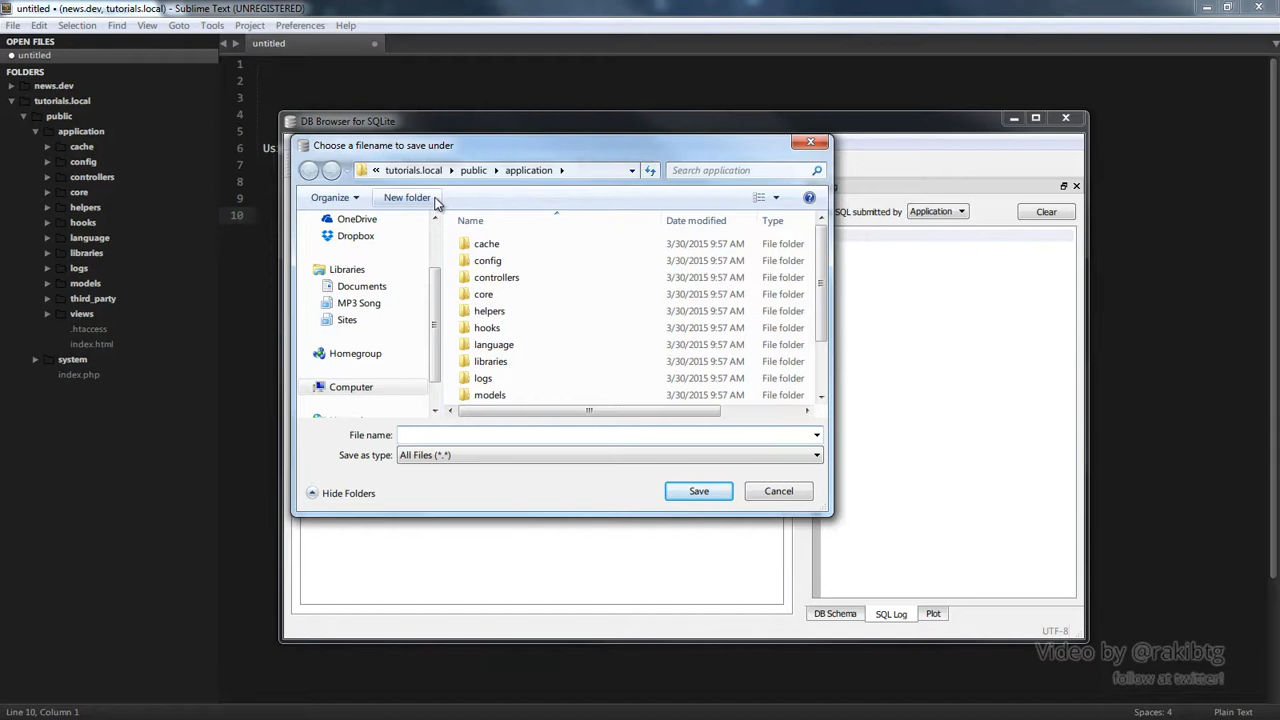 untitled • (news.dev, tutorials.local) - Sublime Text (UNREGISTERED)
File Edit Selection Find View Goto Tools Project Preferences Help
OPEN FILES
untitled
FOLDERS
news.dev
tutorials.local
public
application
cache
config
controllers
core
helpers
hooks
language
libraries
logs
models
third_party
views
.htaccess
index.html
system
index.php
untitled
1
2
3
4
5
6
7
8
9
10
DB Browser for SQLite
SQL submitted by Application Clear
Choose a filename to save under
« tutorials.local public application
Search application
Organize New folder
OneDrive
Dropbox
Libraries
Documents
MP3 Song
Sites
Homegroup
Computer
Name Date modified Type
cache 3/30/2015 9:57 AM File folder
config 3/30/2015 9:57 AM File folder
controllers 3/30/2015 9:57 AM File folder
core 3/30/2015 9:57 AM File folder
helpers 3/30/2015 9:57 AM File folder
hooks 3/30/2015 9:57 AM File folder
language 3/30/2015 9:57 AM File folder
libraries 3/30/2015 9:57 AM File folder
logs 3/30/2015 9:57 AM File folder
models 3/30/2015 9:57 AM File folder
File name:
Save as type: All Files (*.*)
Hide Folders
Save Cancel
DB Schema SQL Log Plot
UTF-8
Video by @rakibtg
follow at twitter!
Line 10, Column 1 Spaces: 4 Plain Text